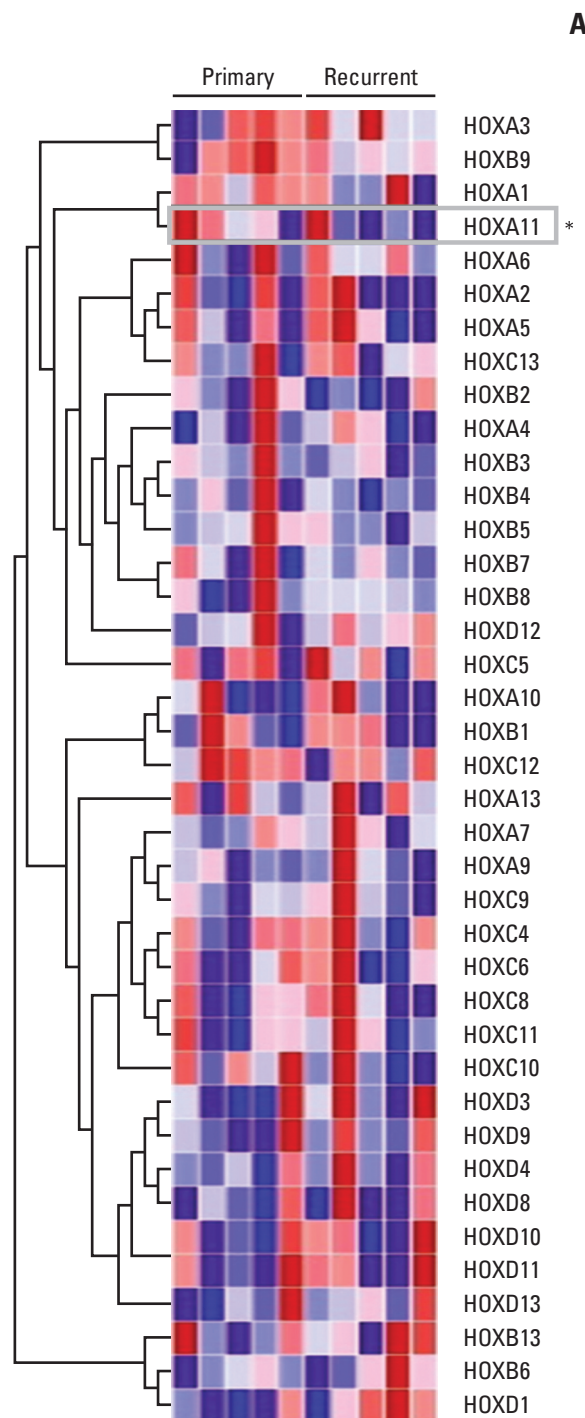 A
Primary Recurrent
HOXA3
HOXB9
HOXA1
HOXA11 *
HOXA6
HOXA2
HOXA5
HOXC13
HOXB2
HOXA4
HOXB3
HOXB4
HOXB5
HOXB7
HOXB8
HOXD12
HOXC5
HOXA10
HOXB1
HOXC12
HOXA13
HOXA7
HOXA9
HOXC9
HOXC4
HOXC6
HOXC8
HOXC11
HOXC10
HOXD3
HOXD9
HOXD4
HOXD8
HOXD10
HOXD11
HOXD13
HOXB13
HOXB6
HOXD1